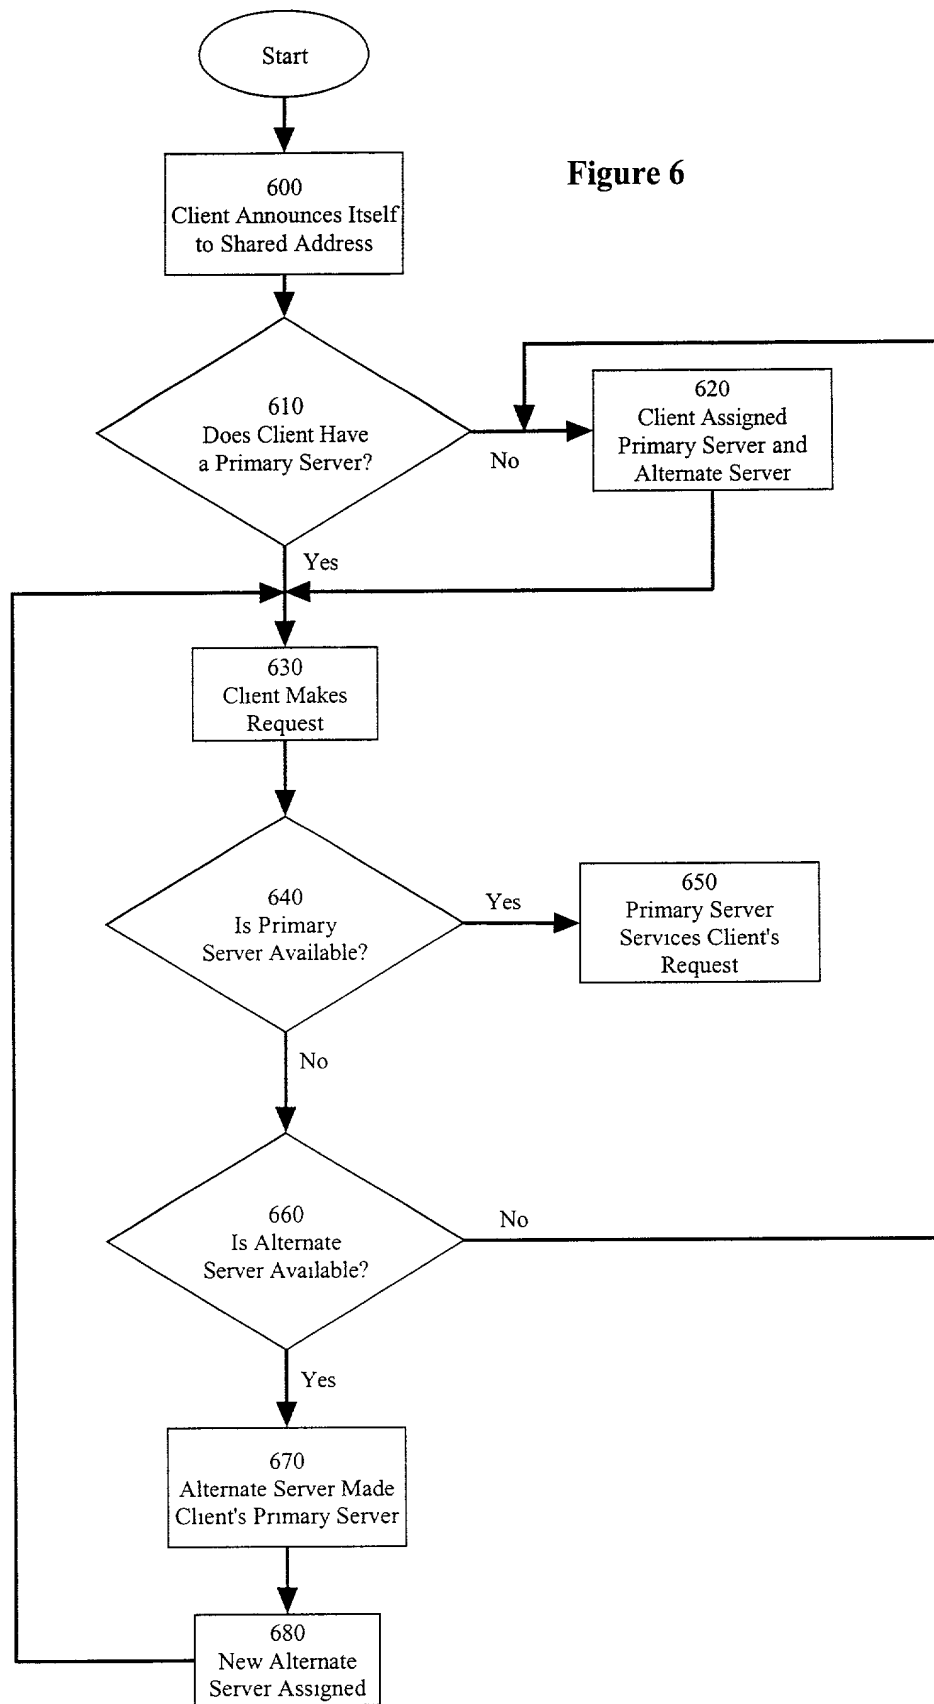 Start
Figure 6
600
Client Announces Itself
to Shared Address
610
Does Client Have
a Primary Server?
No
620
Client Assigned
Primary Server and
Alternate Server
Yes
630
Client Makes
Request
640
Is Primary
Server Available?
Yes
650
Primary Server
Services Client's
Request
No
660
Is Alternate
Server Available?
No
Yes
670
Alternate Server Made
Client's Primary Server
680
New Alternate
Server Assigned